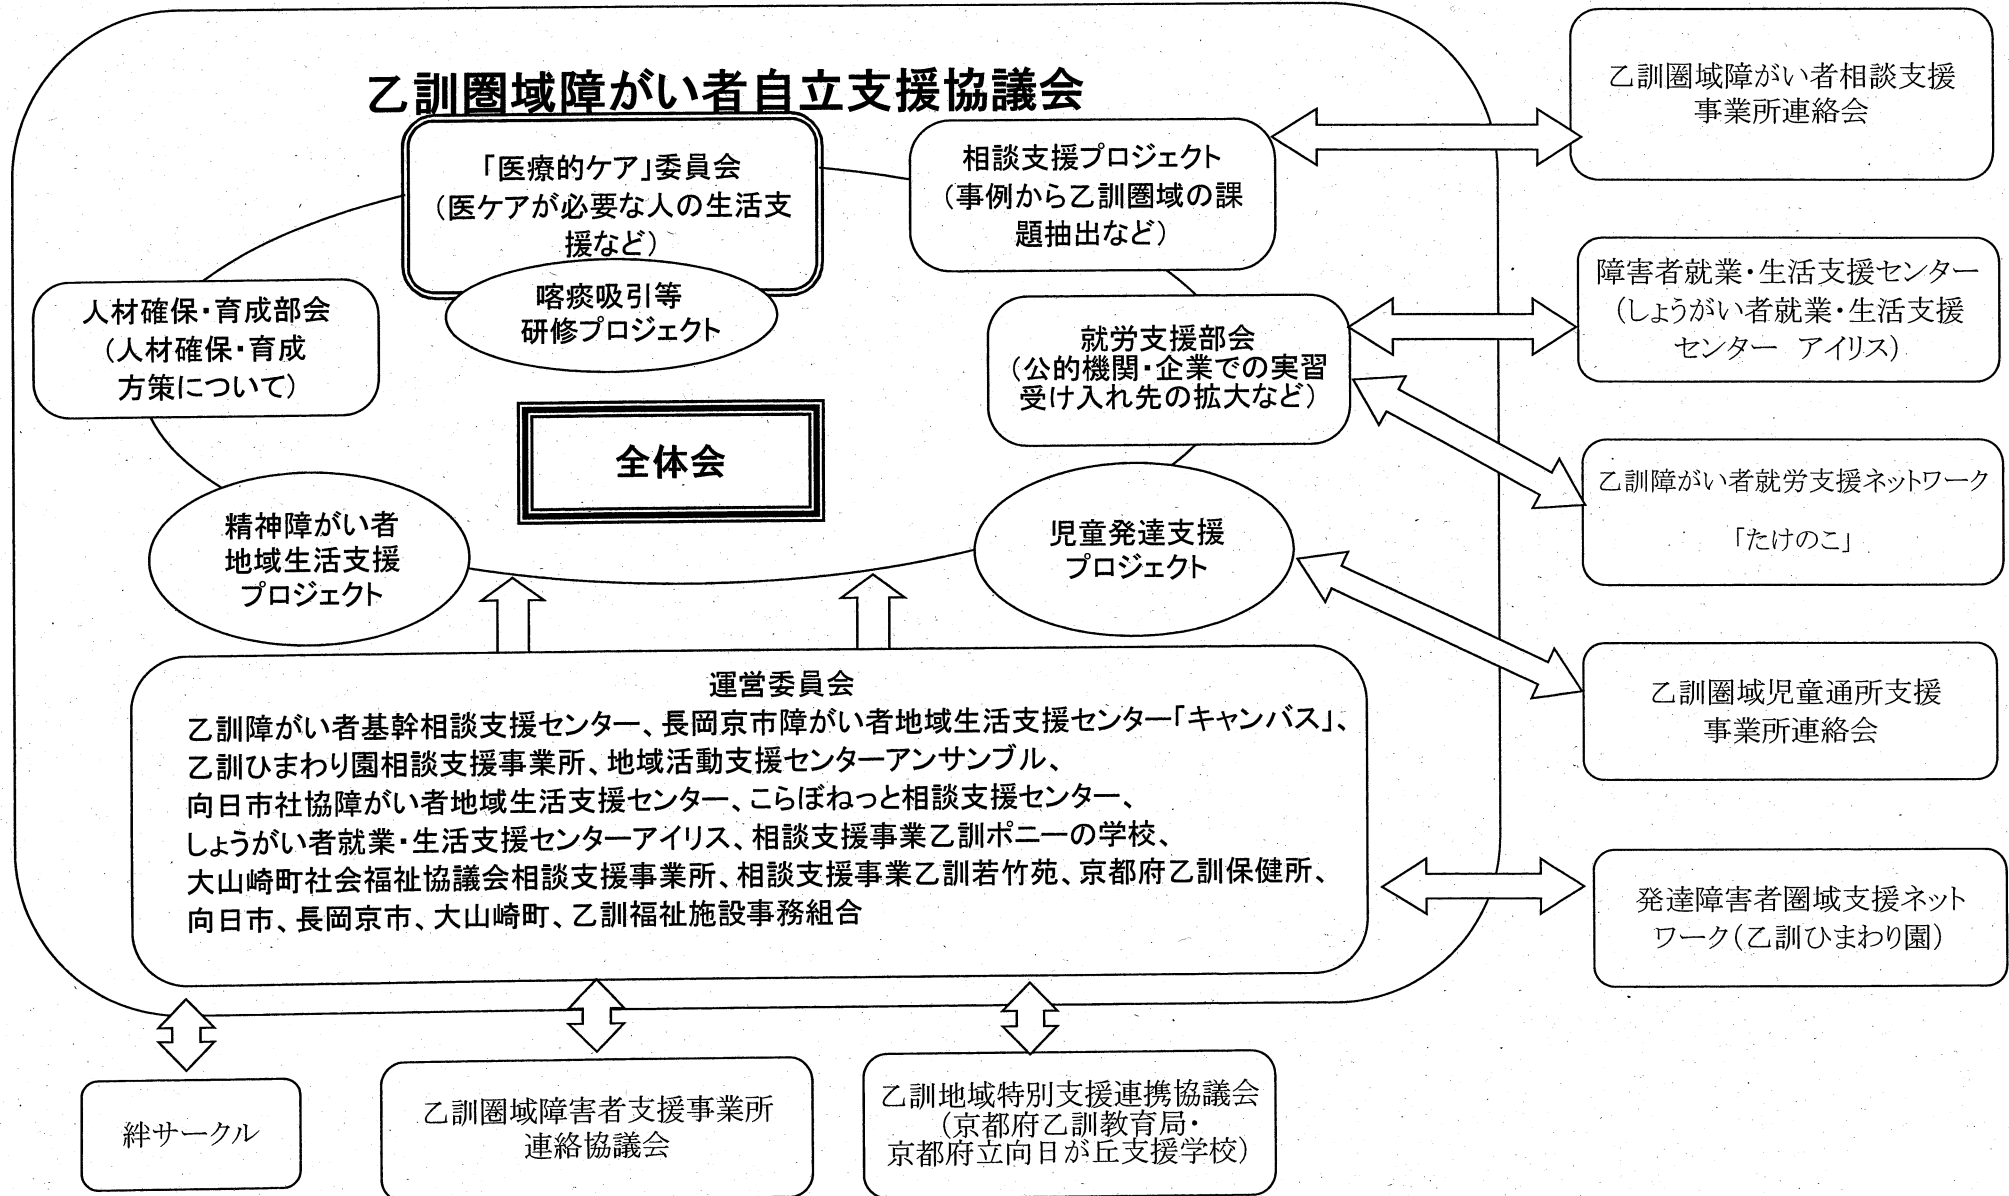 乙訓圏域障がい者自立支援協議会
「医療的ケア」委員会
（医ケアが必要な人の生活支
援など）
喀痰吸引等
研修プロジェクト
相談支援プロジェクト
（事例から乙訓圏域の課
題抽出など）
人材確保・育成部会
（人材確保・育成
方策について）
就労支援部会
（公的機関・企業での実習
受け入れ先の拡大など）
全体会
精神障がい者
地域生活支援
プロジェクト
児童発達支援
プロジェクト
運営委員会
乙訓障がい者基幹相談支援センター、長岡京市障がい者地域生活支援センター「キャンバス」、
乙訓ひまわり園相談支援事業所、地域活動支援センターアンサンブル、
向日市社協障がい者地域生活支援センター、こらぼねっと相談支援センター、
しょうがい者就業・生活支援センターアイリス、相談支援事業乙訓ポニーの学校、
大山崎町社会福祉協議会相談支援事業所、相談支援事業乙訓若竹苑、京都府乙訓保健所、
向日市、長岡京市、大山崎町、乙訓福祉施設事務組合
乙訓圏域障がい者相談支援
事業所連絡会
障害者就業・生活支援センター
（しょうがい者就業・生活支援
センター　アイリス）
乙訓障がい者就労支援ネットワーク
「たけのこ」
乙訓圏域児童通所支援
事業所連絡会
発達障害者圏域支援ネット
ワーク（乙訓ひまわり園）
絆サークル
乙訓圏域障害者支援事業所
連絡協議会
乙訓地域特別支援連携協議会
（京都府乙訓教育局・
京都府立向日が丘支援学校）